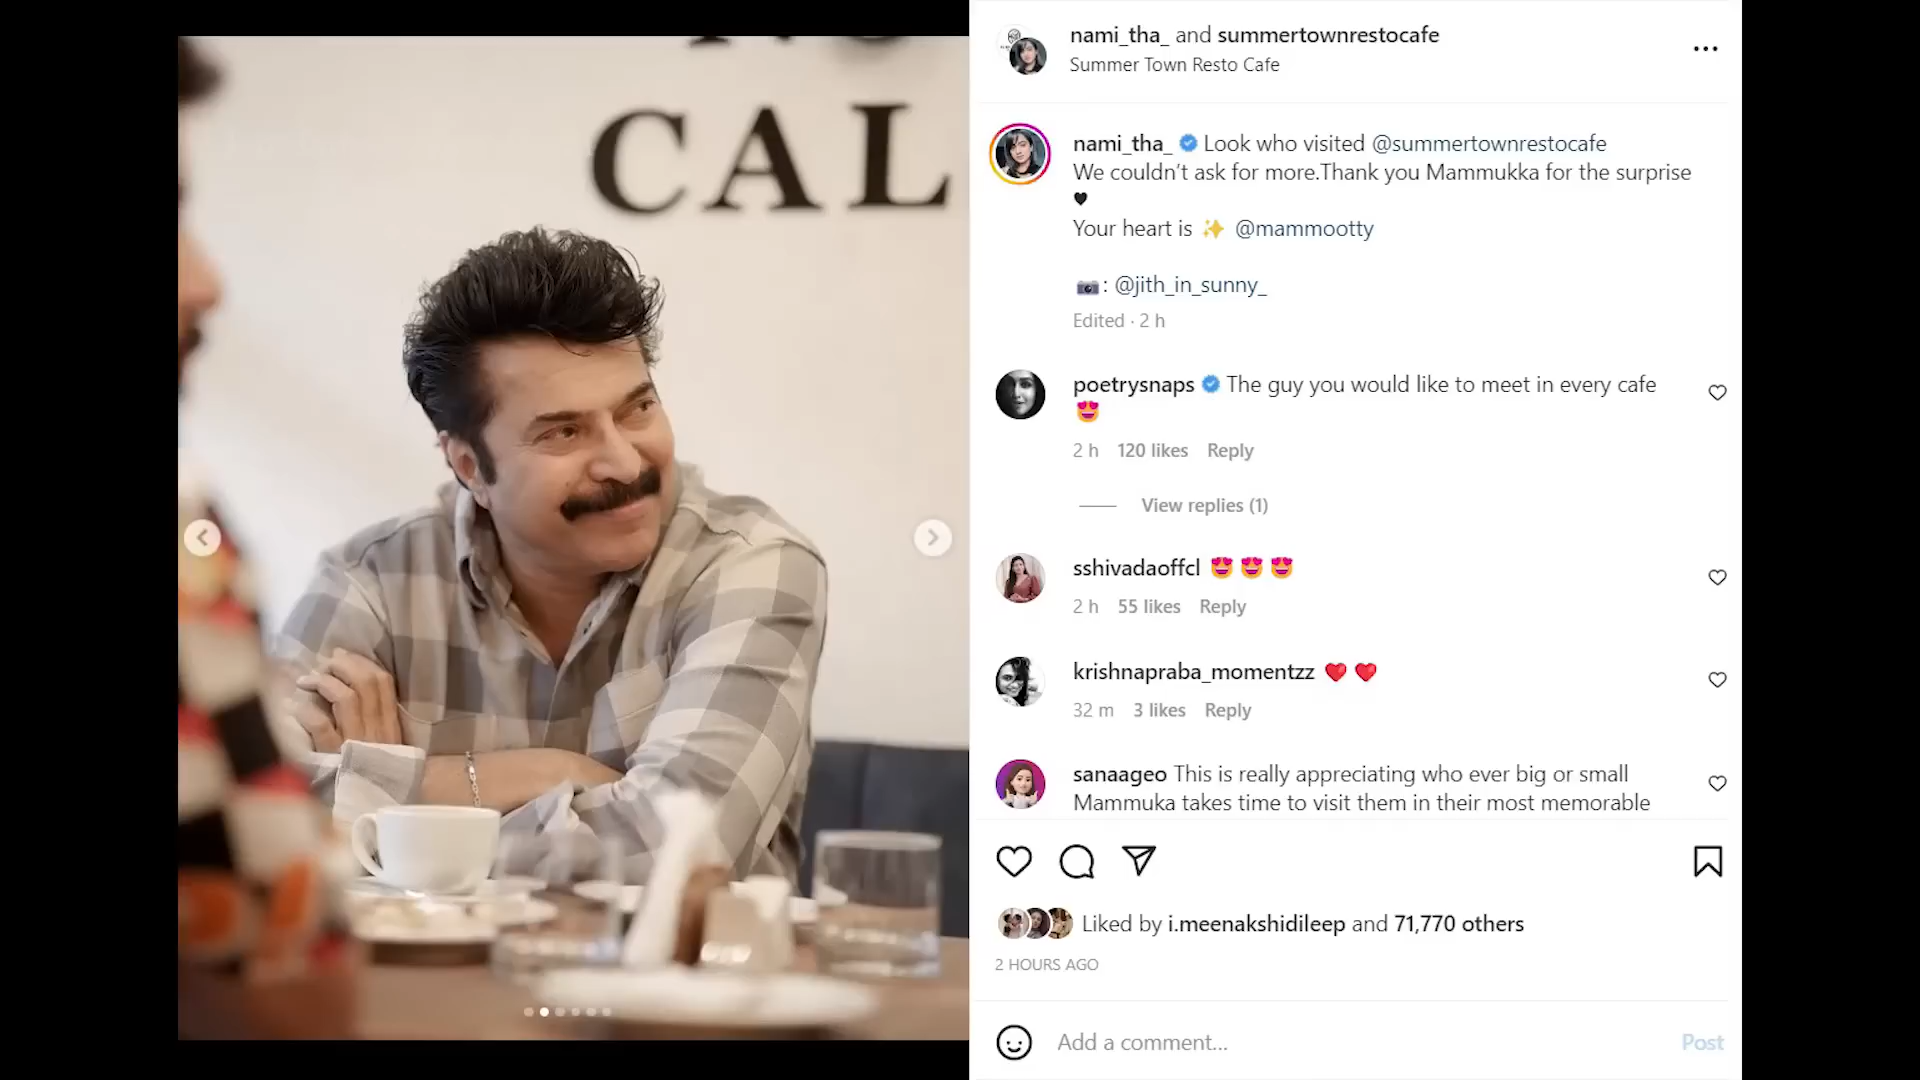 CAL
nami_tha_ and summertownrestocafe
Summer Town Resto Cafe
nami_tha_ Look who visited @summertownrestocafe
We couldn't ask for more.Thank you Mammukka for the surprise
🖤
Your heart is ✨ @mammootty
📷: @jith_in_sunny_
Edited · 2 h
poetrysnaps The guy you would like to meet in every cafe
😍
2 h 120 likes Reply
View replies (1)
sshivadaoffcl 😍 😍 😍
2 h 55 likes Reply
krishnapraba_momentzz ❤️ ❤️
32 m 3 likes Reply
sanaageo This is really appreciating who ever big or small
Mammuka takes time to visit them in their most memorable
Liked by i.meenakshidileep and 71,770 others
2 HOURS AGO
Add a comment...
Post